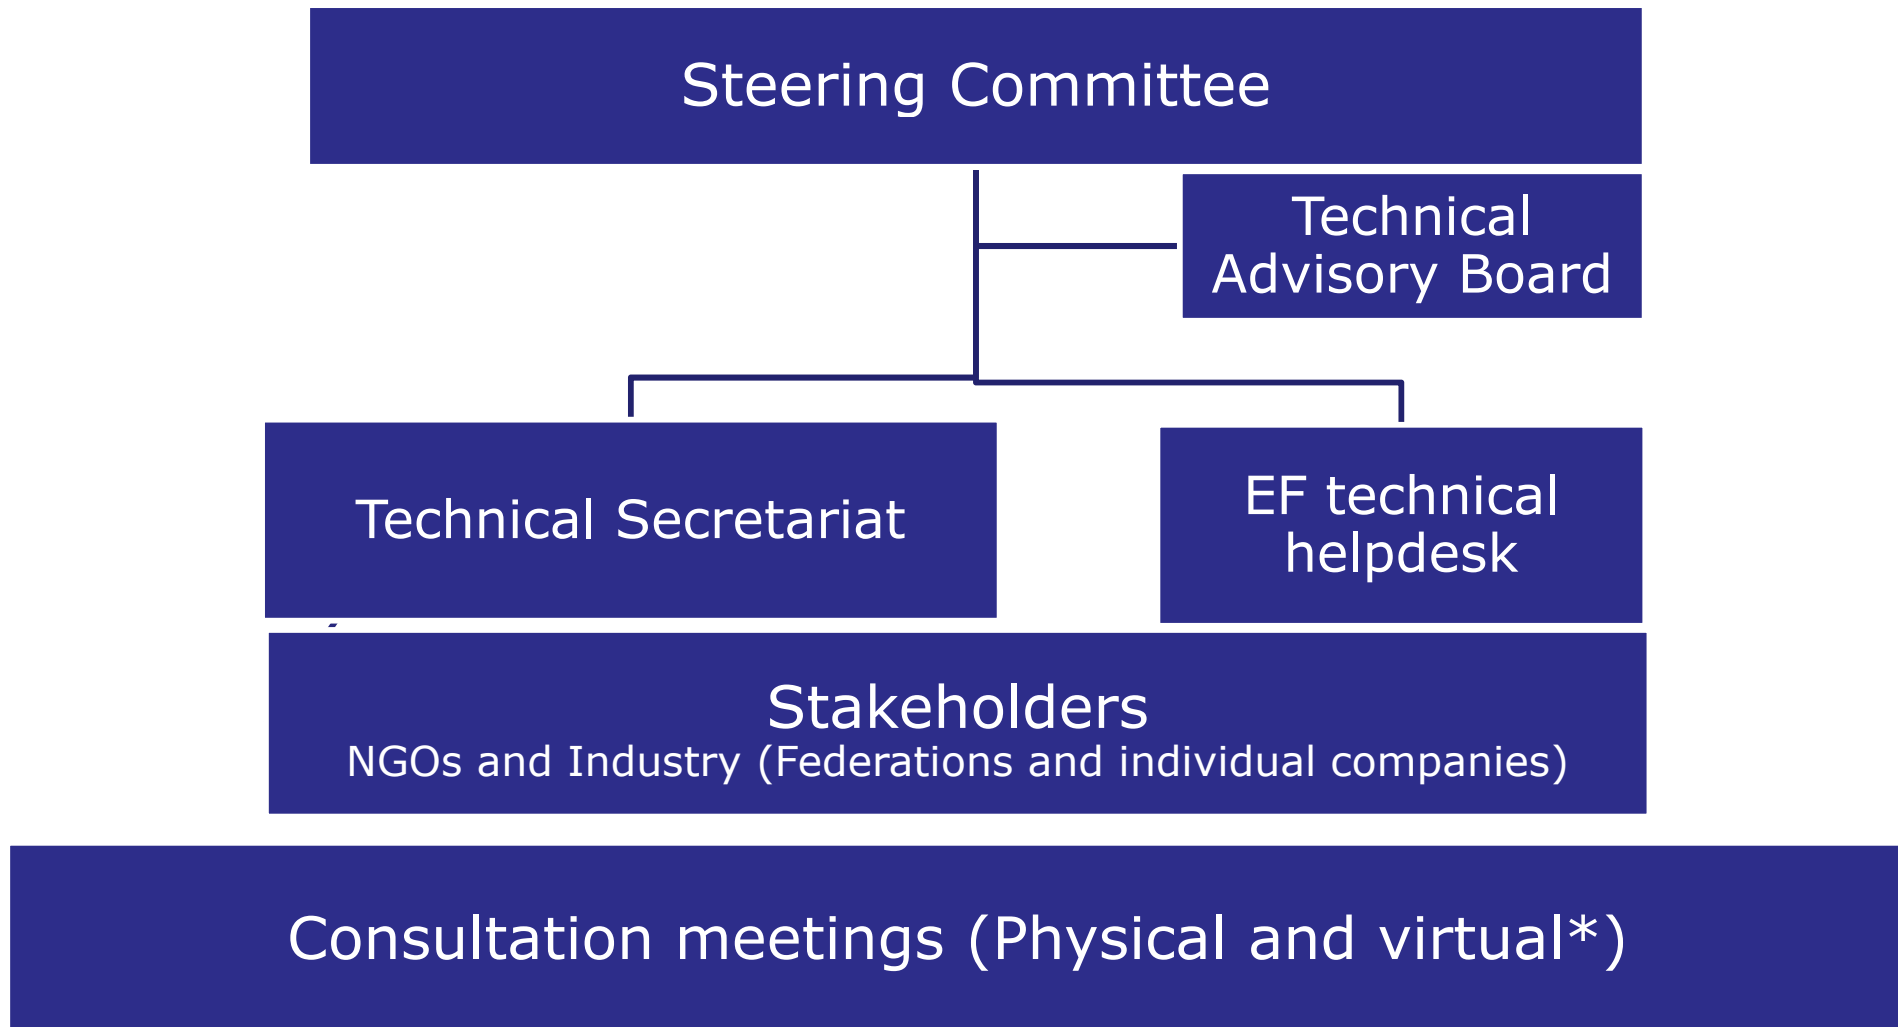 Steering Committee
Technical
Advisory Board
Technical Secretariat
EF technical
helpdesk
Stakeholders
NGOs and Industry (Federations and individual companies)
Consultation meetings (Physical and virtual*)